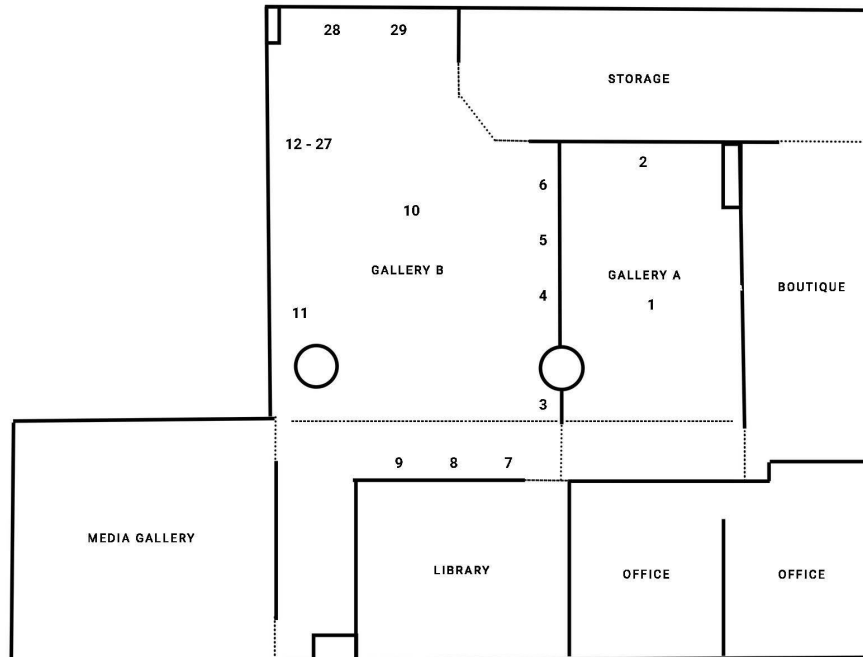 28 29
STORAGE
12 - 27
2
6
10
5
GALLERY B
GALLERY A
BOUTIQUE
4
1
11
3
9 8 7
MEDIA GALLERY
LIBRARY
OFFICE
OFFICE